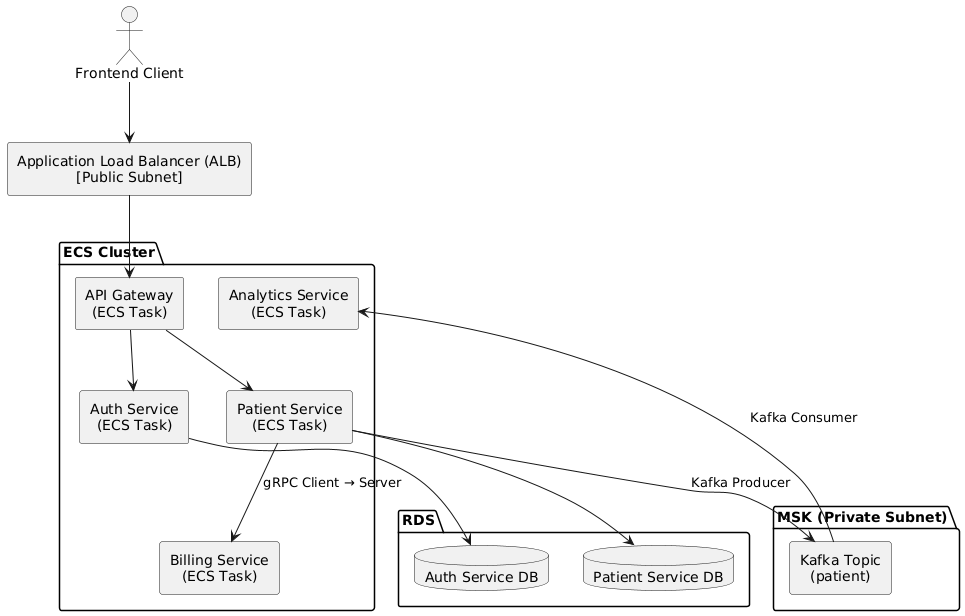 Frontend Client
Application Load Balancer (ALB)
[Public Subnet]
ECS Cluster
API Gateway
(ECS Task)
Analytics Service
(ECS Task)
Auth Service
(ECS Task)
Patient Service
(ECS Task)
Kafka Consumer
gRPC Client → Server
Kafka Producer
Billing Service
(ECS Task)
RDS
Auth Service DB
Patient Service DB
MSK (Private Subnet)
Kafka Topic
(patient)